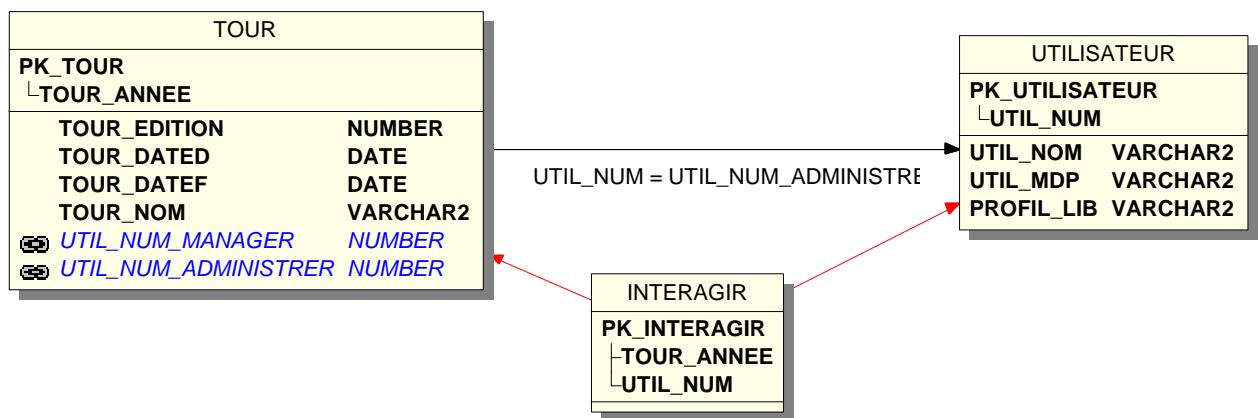 TOUR
PK_TOUR
TOUR_ANNEE
TOUR_EDITION NUMBER
TOUR_DATED DATE
TOUR_DATEF DATE
TOUR_NOM VARCHAR2
UTIL_NUM_MANAGER NUMBER
UTIL_NUM_ADMINISTRER NUMBER
UTIL_NUM = UTIL_NUM_ADMINISTRE
UTILISATEUR
PK_UTILISATEUR
UTIL_NUM
UTIL_NOM VARCHAR2
UTIL_MDP VARCHAR2
PROFIL_LIB VARCHAR2
INTERAGIR
PK_INTERAGIR
TOUR_ANNEE
UTIL_NUM